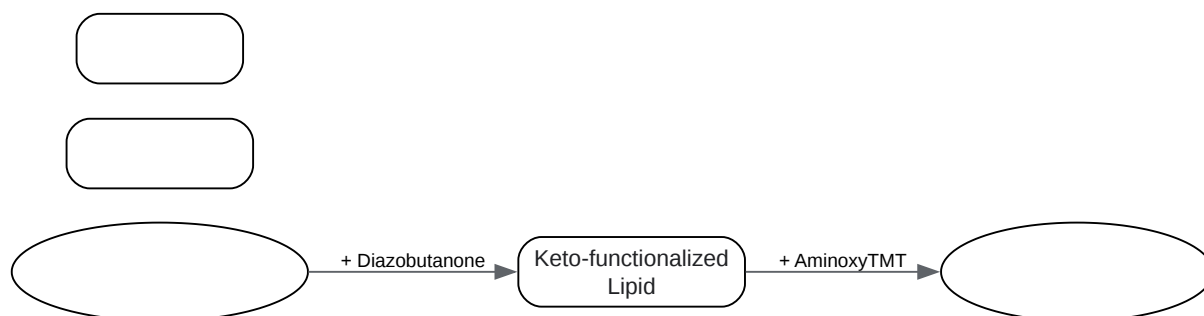 + Diazobutanone
Keto-functionalized
Lipid
+ AminoxyTMT